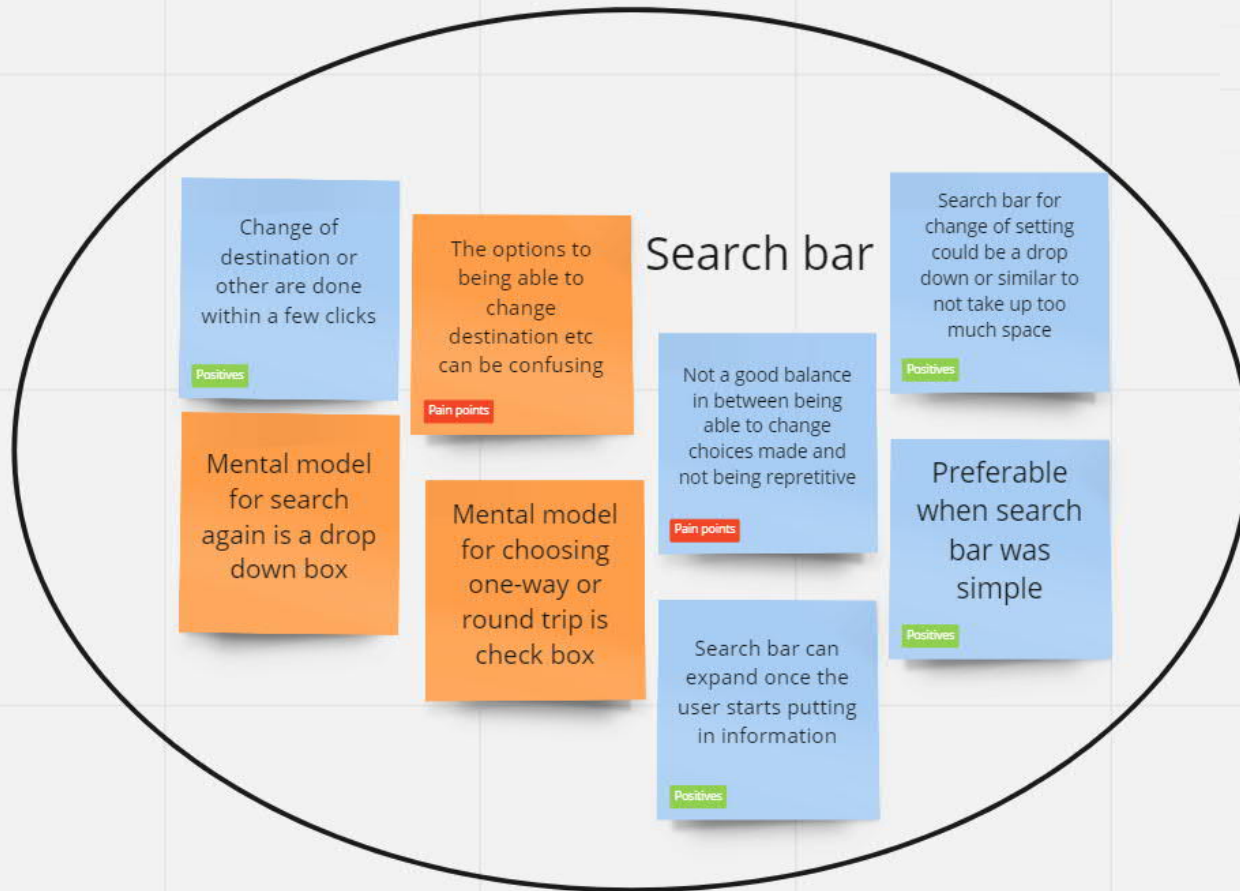 Change of
destination or
other are done
within a few clicks
Positives
The options to
being able to
change
destination etc
can be confusing
Pain points
Search bar
Search bar for
change of setting
could be a drop
down or similar to
not take up too
much space
Positives
Mental model
for search
again is a drop
down box
Mental model
for choosing
one-way or
round trip is
check box
Not a good balance
in between being
able to change
choices made and
not being repretitive
Pain points
Preferable
when search
bar was
simple
Positives
Search bar can
expand once the
user starts putting
in information
Positives